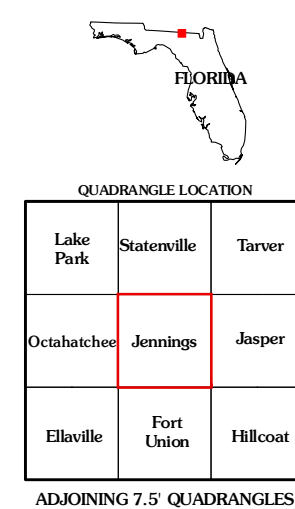 FLORIDA
QUADRANGLE LOCATION
Lake Park
Statenville
Tarver
Octahatchee
Jennings
Jasper
Ellaville
Fort Union
Hillcoat
ADJOINING 7.5' QUADRANGLES